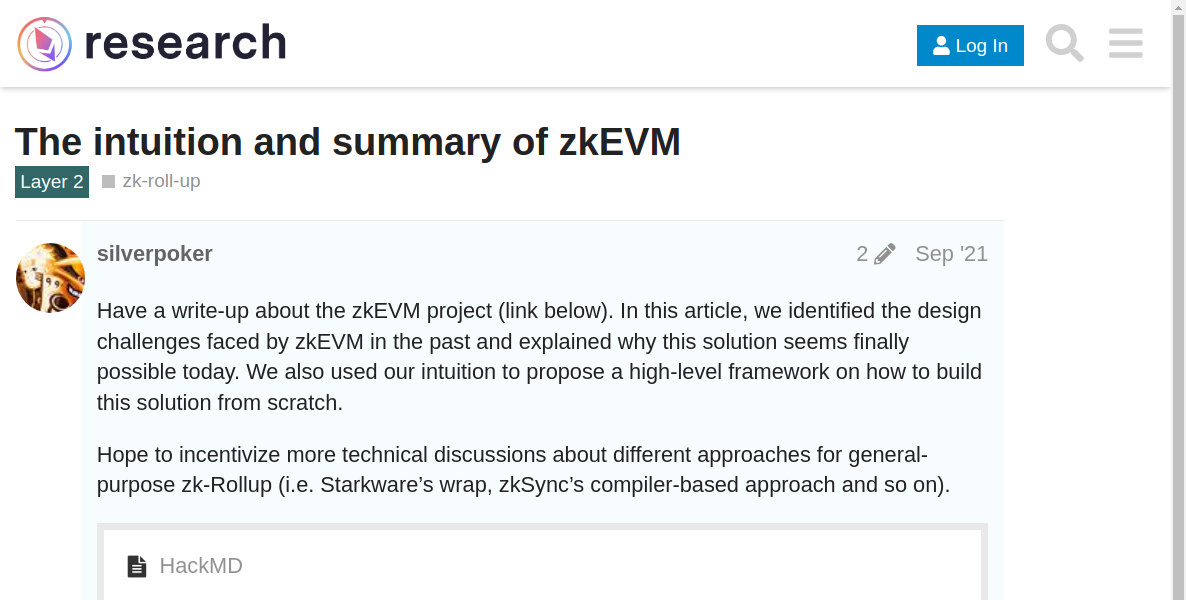 research
Log In
The intuition and summary of zkEVM
Layer 2 zk-roll-up
silverpoker 2 Sep '21
Have a write-up about the zkEVM project (link below). In this article, we identified the design
challenges faced by zkEVM in the past and explained why this solution seems finally
possible today. We also used our intuition to propose a high-level framework on how to build
this solution from scratch.
Hope to incentivize more technical discussions about different approaches for general-
purpose zk-Rollup (i.e. Starkware’s wrap, zkSync’s compiler-based approach and so on).
HackMD